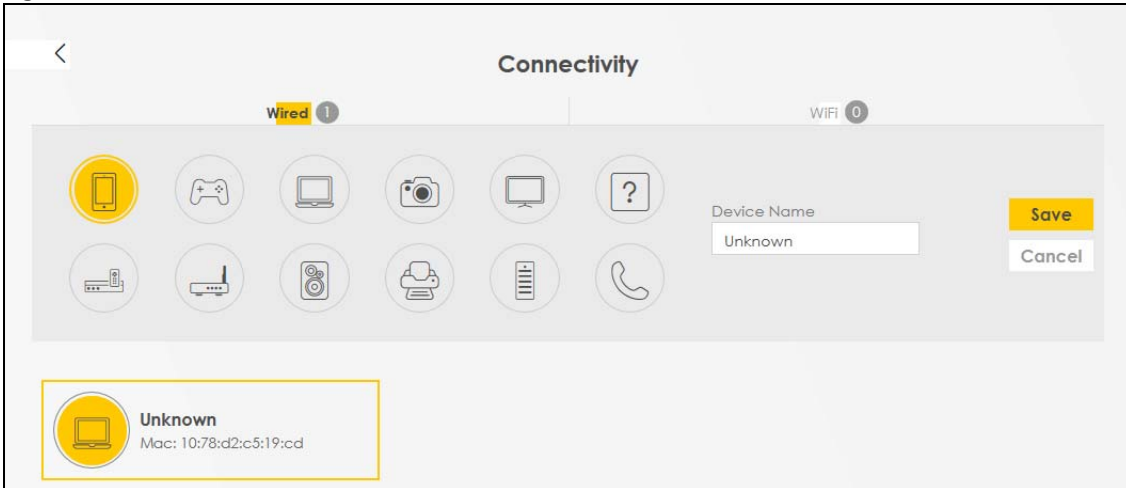 Connectivity
Wired 1
WiFi 0
?
Device Name
Unknown
Save
Cancel
Unknown
Mac: 10:78:d2:c5:19:cd